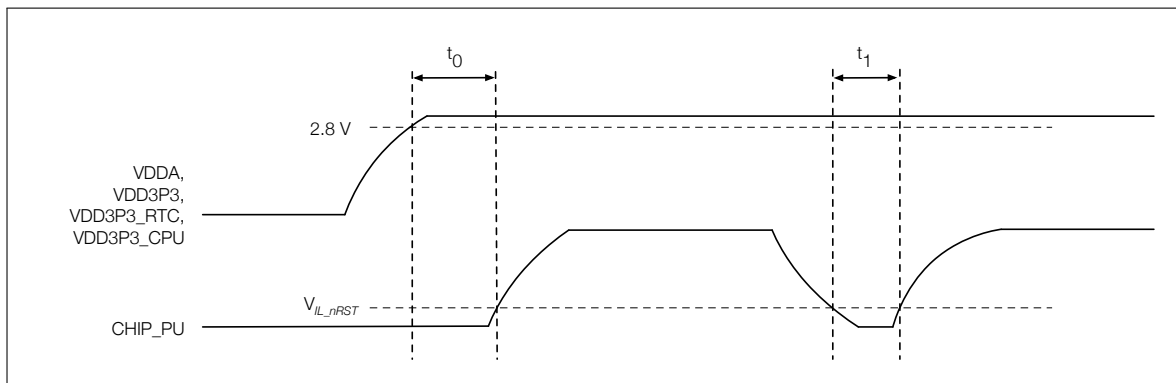 t0
t1
2.8 V
VDDA,
VDD3P3,
VDD3P3_RTC,
VDD3P3_CPU
VIL_nRST
CHIP_PU